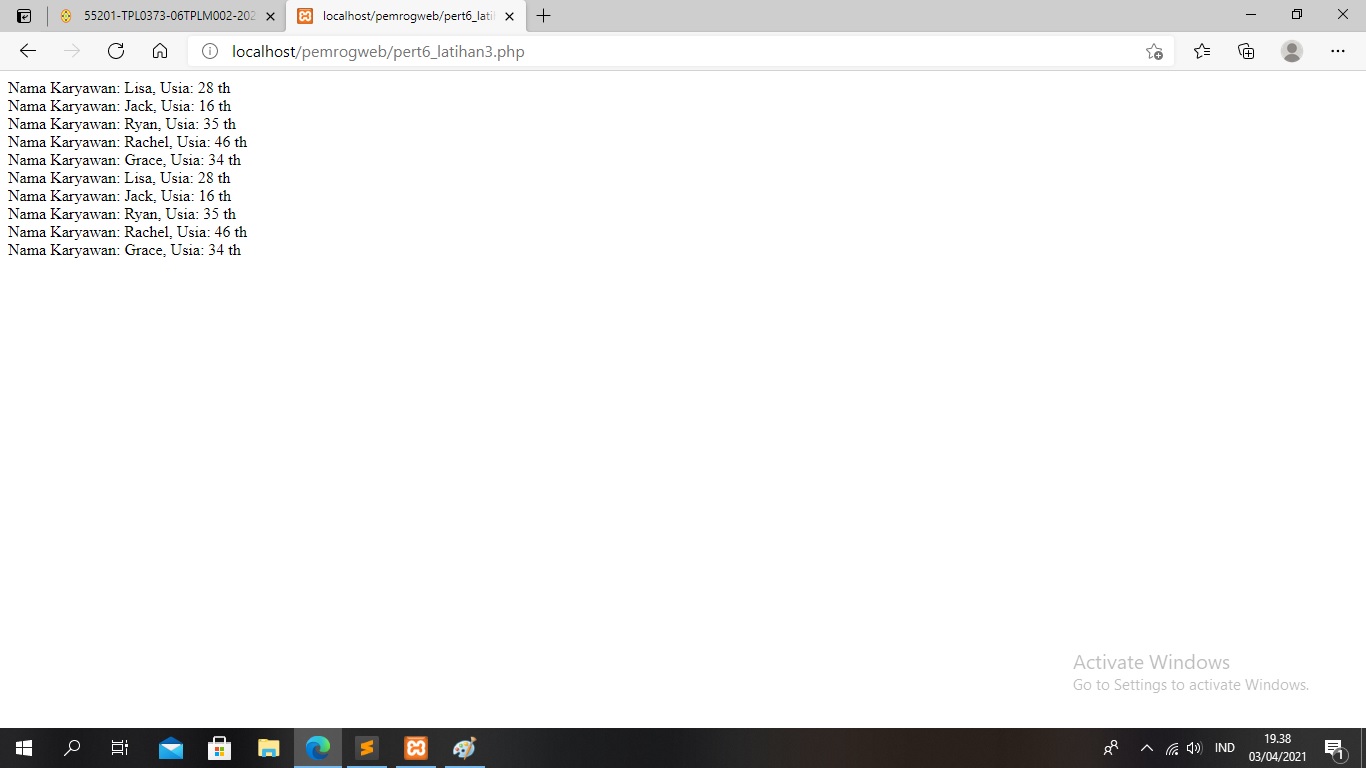 55201-TPL0373-06TPLM002-202
localhost/pemrogweb/pert6_lati
localhost/pemrogweb/pert6_latihan3.php
Nama Karyawan: Lisa, Usia: 28 th
Nama Karyawan: Jack, Usia: 16 th
Nama Karyawan: Ryan, Usia: 35 th
Nama Karyawan: Rachel, Usia: 46 th
Nama Karyawan: Grace, Usia: 34 th
Nama Karyawan: Lisa, Usia: 28 th
Nama Karyawan: Jack, Usia: 16 th
Nama Karyawan: Ryan, Usia: 35 th
Nama Karyawan: Rachel, Usia: 46 th
Nama Karyawan: Grace, Usia: 34 th
Activate Windows
Go to Settings to activate Windows.
IND
19.38
03/04/2021
1